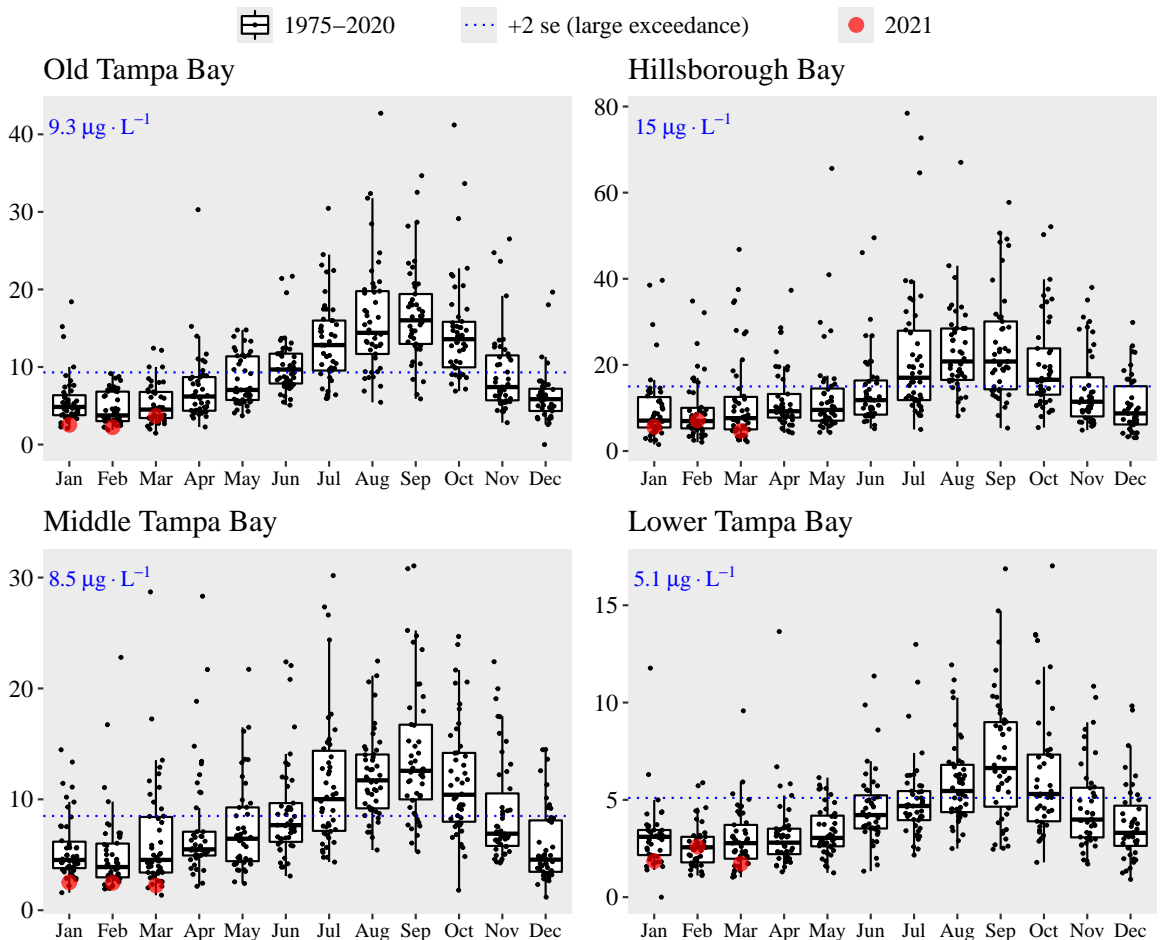 1975−2020 +2 se (large exceedance) 2021
Old Tampa Bay
9.3 μg · L⁻¹
40
30
20
10
0
Jan Feb Mar Apr May Jun Jul Aug Sep Oct Nov Dec
Hillsborough Bay
15 μg · L⁻¹
80
60
40
20
0
Jan Feb Mar Apr May Jun Jul Aug Sep Oct Nov Dec
Middle Tampa Bay
8.5 μg · L⁻¹
30
20
10
0
Jan Feb Mar Apr May Jun Jul Aug Sep Oct Nov Dec
Lower Tampa Bay
5.1 μg · L⁻¹
15
10
5
0
Jan Feb Mar Apr May Jun Jul Aug Sep Oct Nov Dec